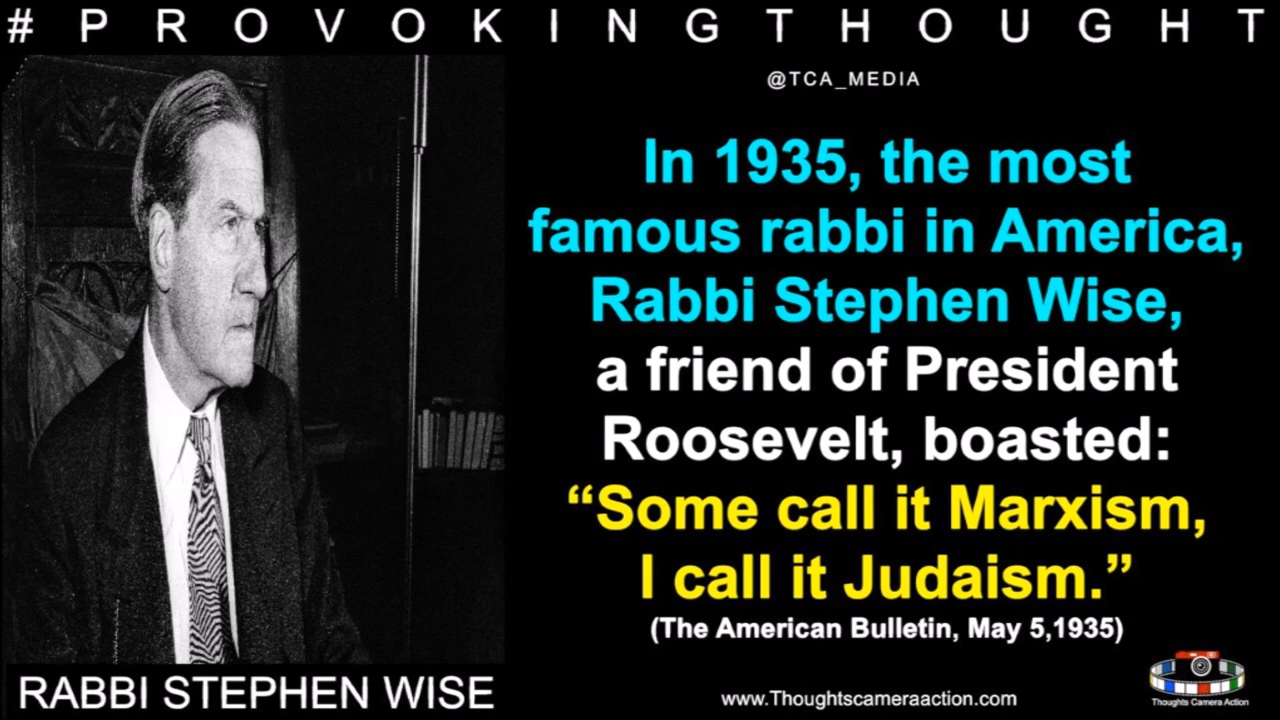 #PROVOKINGTHOUGHT
@TCA_MEDIA
In 1935, the most
famous rabbi in America,
Rabbi Stephen Wise,
a friend of President
Roosevelt, boasted:
“Some call it Marxism,
I call it Judaism.”
(The American Bulletin, May 5,1935)
RABBI STEPHEN WISE
www.Thoughtscameraaction.com
Thoughts Camera Action